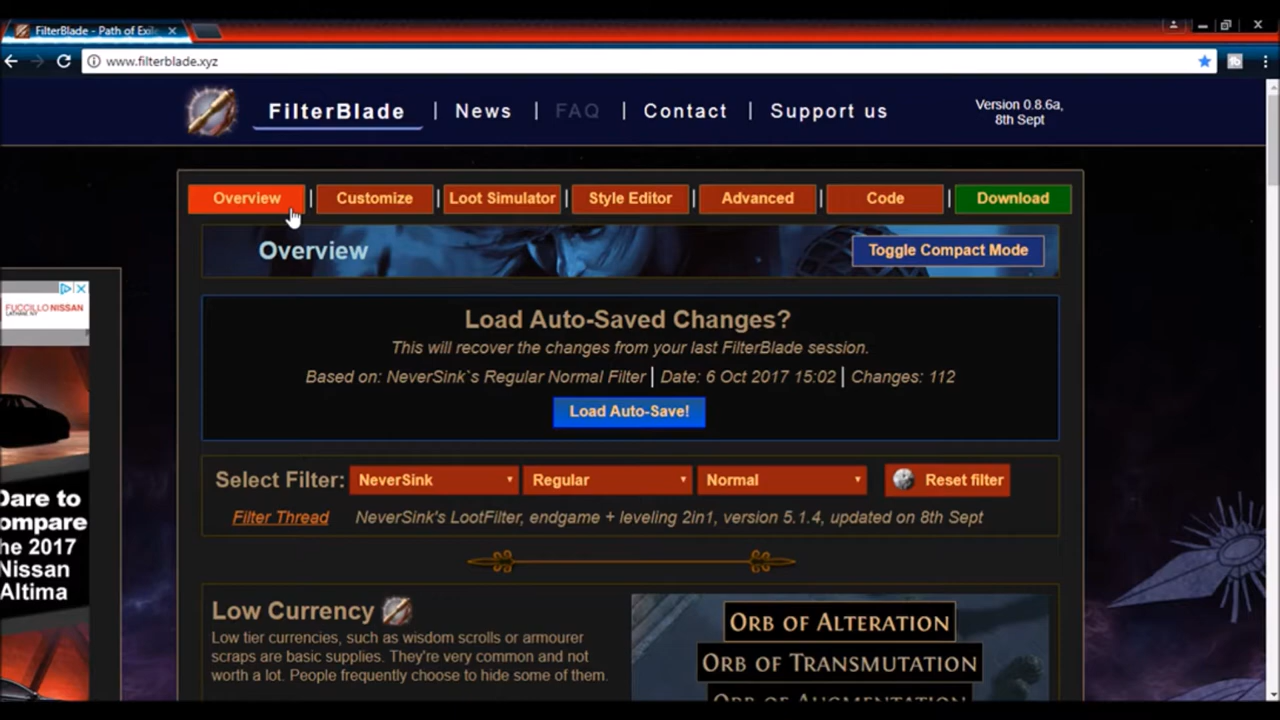 FilterBlade - Path of Exile
www.filterblade.xyz
FilterBlade | News | FAQ | Contact | Support us
Version 0.8.6a,
8th Sept
Overview | Customize | Loot Simulator | Style Editor | Advanced | Code | Download
Overview
Toggle Compact Mode
Load Auto-Saved Changes?
This will recover the changes from your last FilterBlade session.
Based on: NeverSink`s Regular Normal Filter | Date: 6 Oct 2017 15:02 | Changes: 112
Load Auto-Save!
Select Filter: NeverSink Regular Normal Reset filter
Filter Thread NeverSink's LootFilter, endgame + leveling 2in1, version 5.1.4, updated on 8th Sept
FUCCILLO NISSAN
Dare to
ompare
he 2017
Nissan
Altima
Low Currency
Low tier currencies, such as wisdom scrolls or armourer
scraps are basic supplies. They're very common and not
worth a lot. People frequently choose to hide some of them.
Orb of Alteration
Orb of Transmutation
Orb of Augmentation